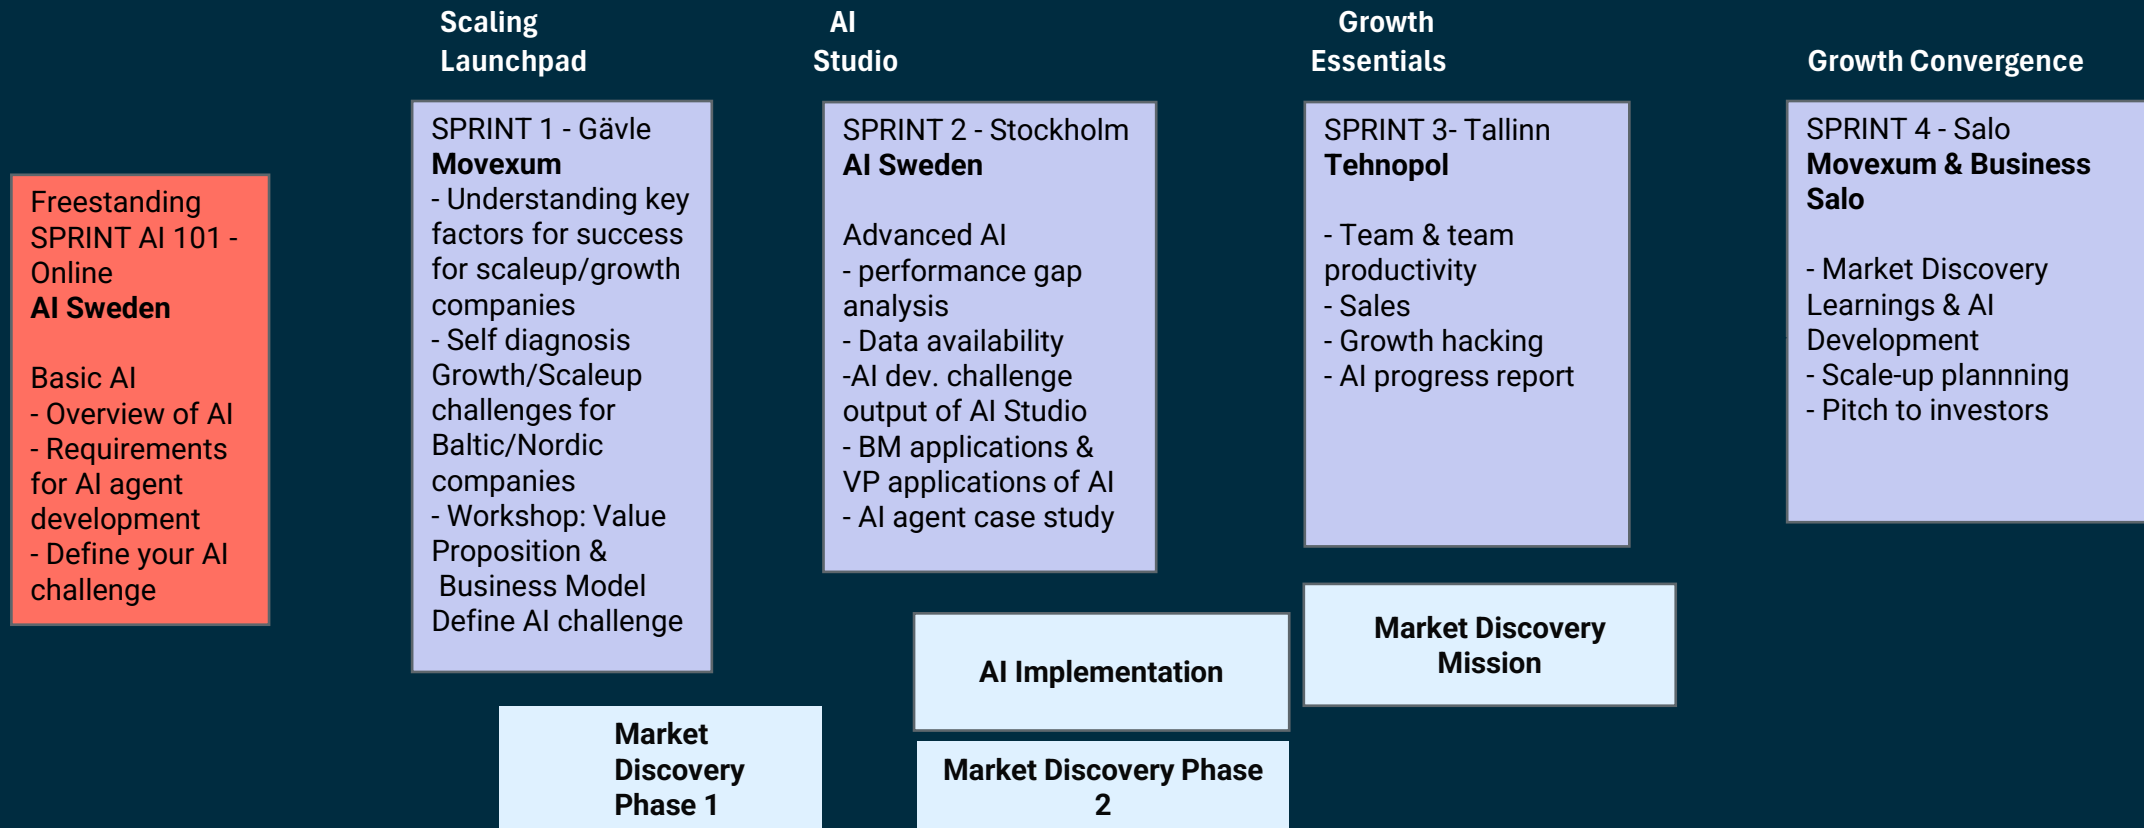 Scaling
Launchpad
AI
Studio
Growth
Essentials
Growth Convergence
Freestanding
SPRINT AI 101 -
Online
AI Sweden
Basic AI
- Overview of AI
- Requirements
for AI agent
development
- Define your AI
challenge
SPRINT 1 - Gävle
Movexum
- Understanding key
factors for success
for scaleup/growth
companies
- Self diagnosis
Growth/Scaleup
challenges for
Baltic/Nordic
companies
- Workshop: Value
Proposition &
Business Model
Define AI challenge
SPRINT 2 - Stockholm
AI Sweden
Advanced AI
- performance gap
analysis
- Data availability
-AI dev. challenge
output of AI Studio
- BM applications &
VP applications of AI
- AI agent case study
SPRINT 3- Tallinn
Tehnopol
- Team & team
productivity
- Sales
- Growth hacking
- AI progress report
SPRINT 4 - Salo
Movexum & Business
Salo
- Market Discovery
Learnings & AI
Development
- Scale-up plannning
- Pitch to investors
Market
Discovery
Phase 1
AI Implementation
Market Discovery Phase
2
Market Discovery
Mission